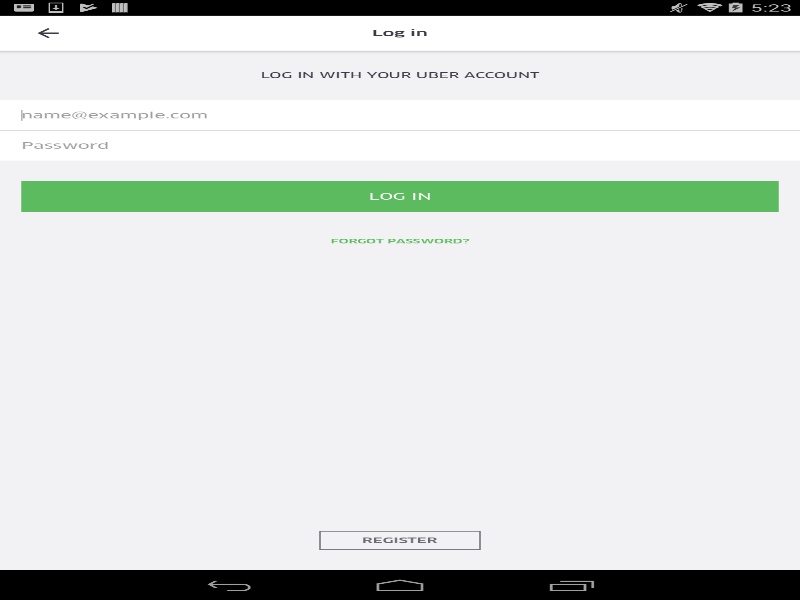 5:23
Log in
LOG IN WITH YOUR UBER ACCOUNT
name@example.com
Password
LOG IN
FORGOT PASSWORD?
REGISTER